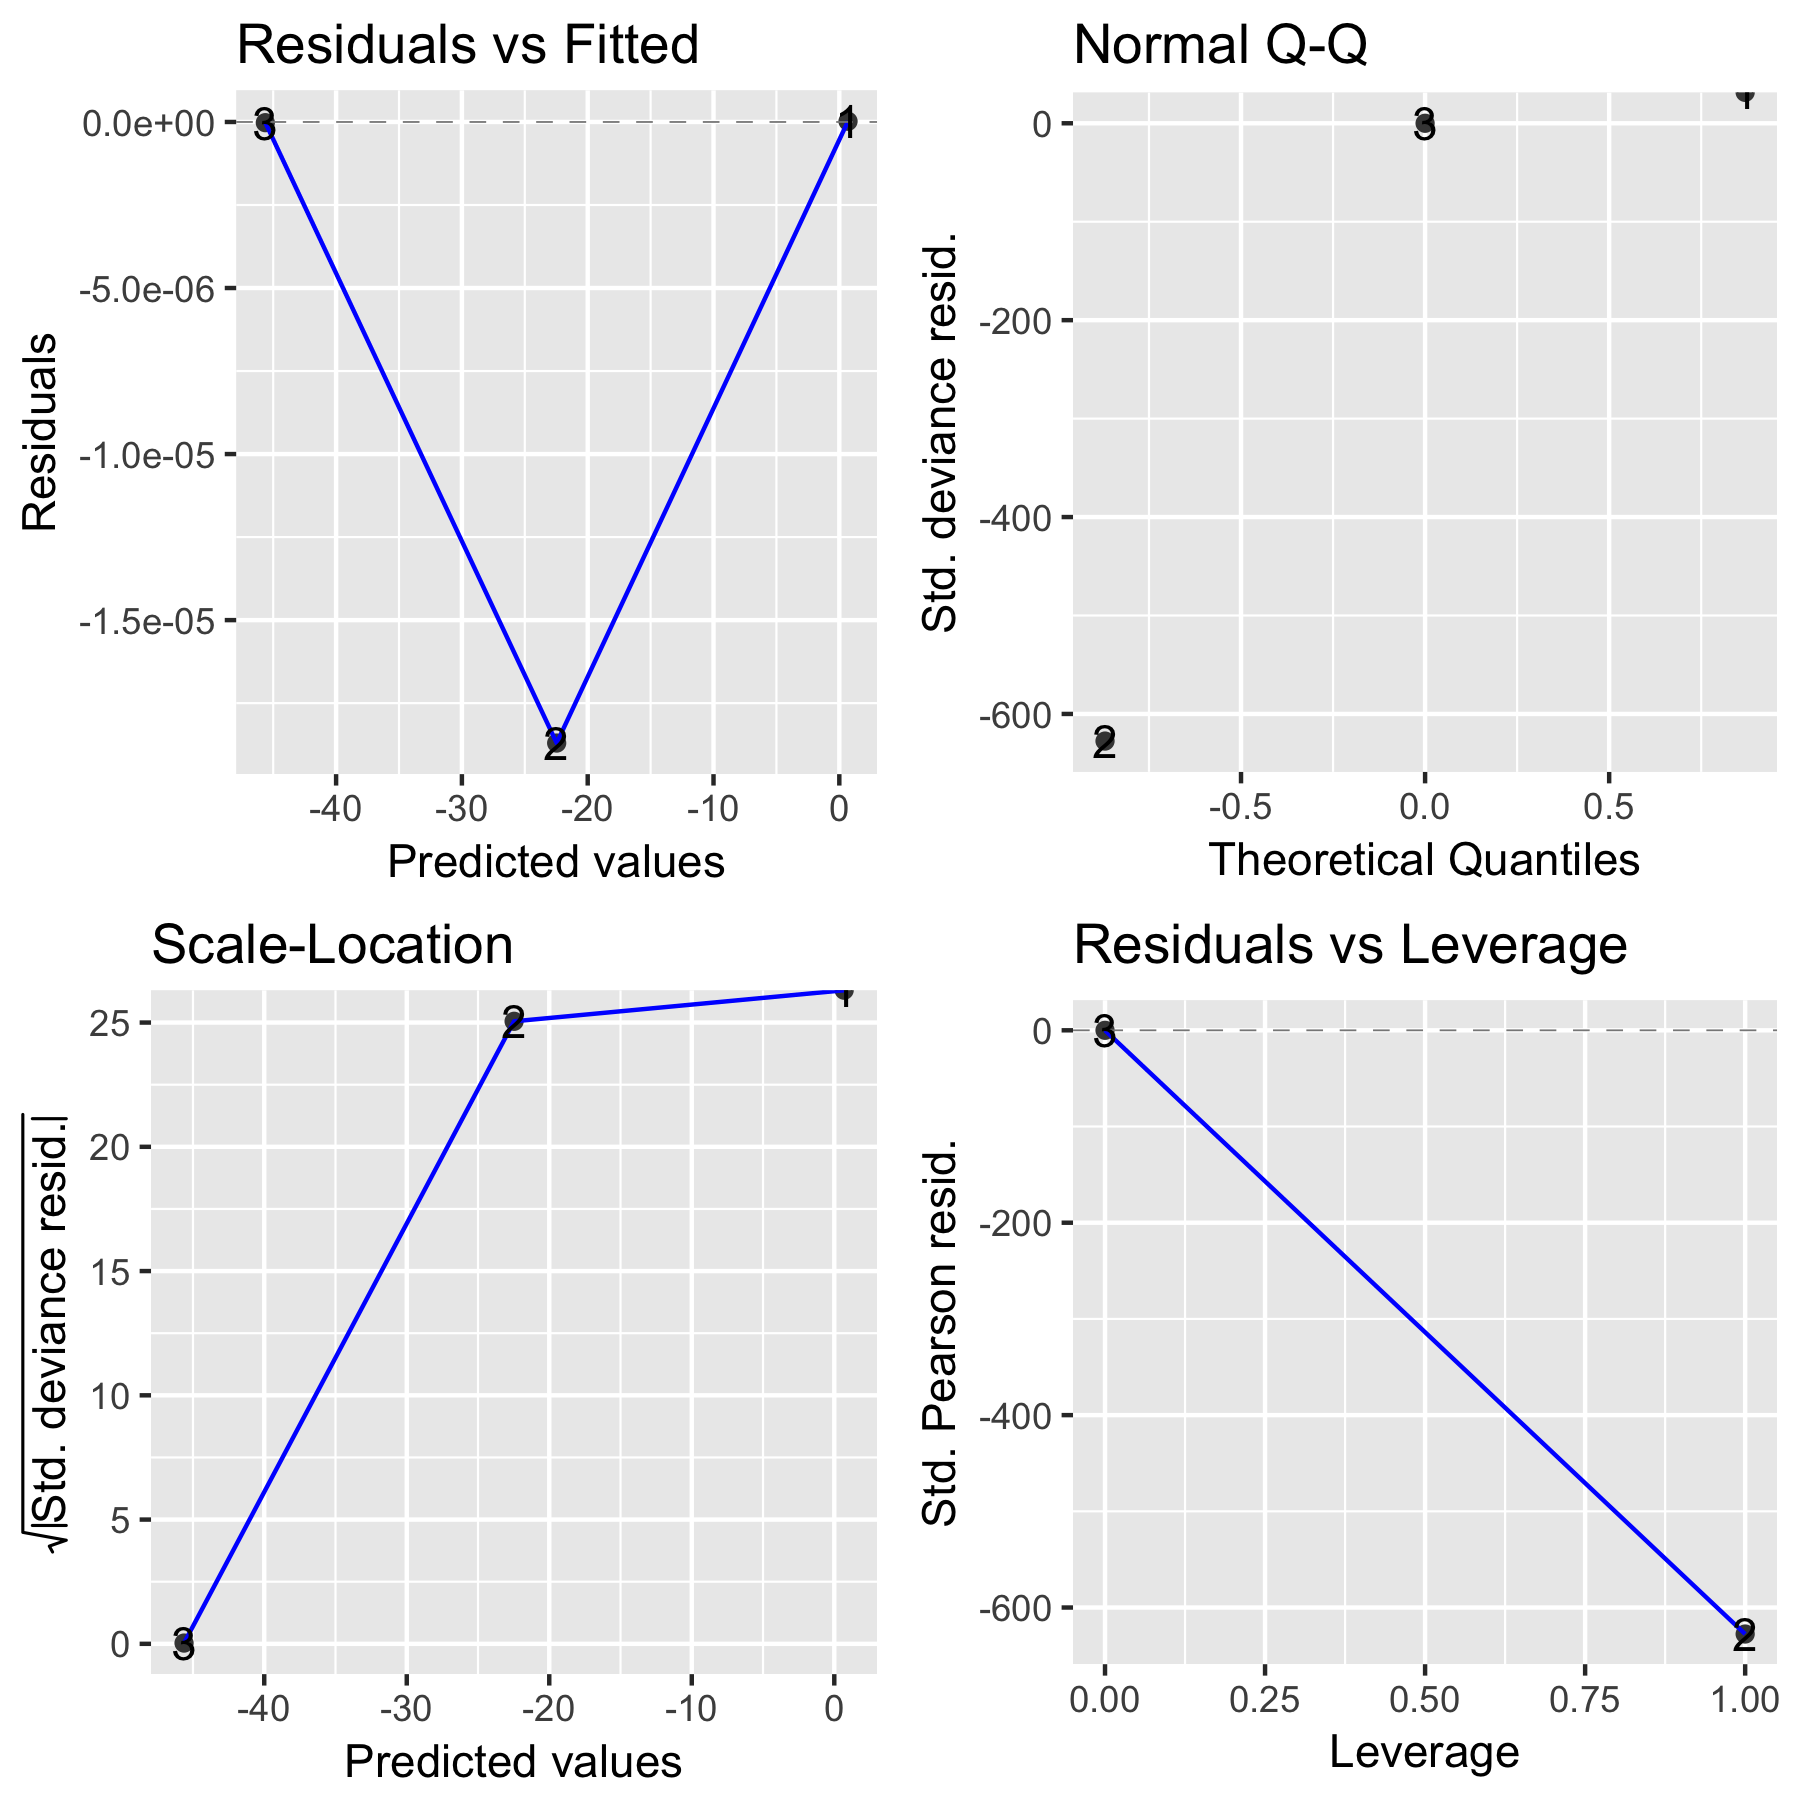 Residuals vs Fitted
0.0e+00
-5.0e-06
-1.0e-05
-1.5e-05
Residuals
3
1
2
-40 -30 -20 -10 0
Predicted values
Normal Q-Q
0
-200
-400
-600
Std. deviance resid.
3
1
2
-0.5 0.0 0.5
Theoretical Quantiles
Scale-Location
25
20
15
10
5
0
√|Std. deviance resid.|
2
1
3
-40 -30 -20 -10 0
Predicted values
Residuals vs Leverage
0
-200
-400
-600
Std. Pearson resid.
3
2
0.00 0.25 0.50 0.75 1.00
Leverage